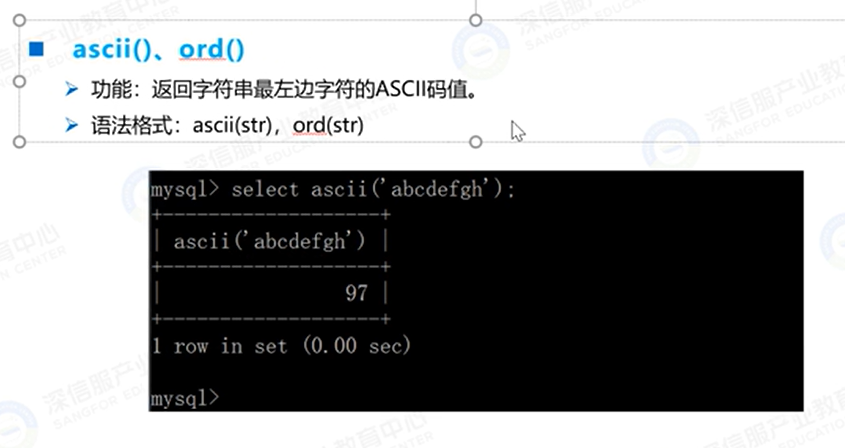 ascii()、ord()
功能：返回字符串最左边字符的ASCII码值。
语法格式：ascii(str)，ord(str)
mysql> select ascii('abcdefgh');
+-------------------+
| ascii('abcdefgh') |
+-------------------+
|                97 |
+-------------------+
1 row in set (0.00 sec)
mysql>
深信服产业教育中心
SANGFOR EDUCATION CENTER